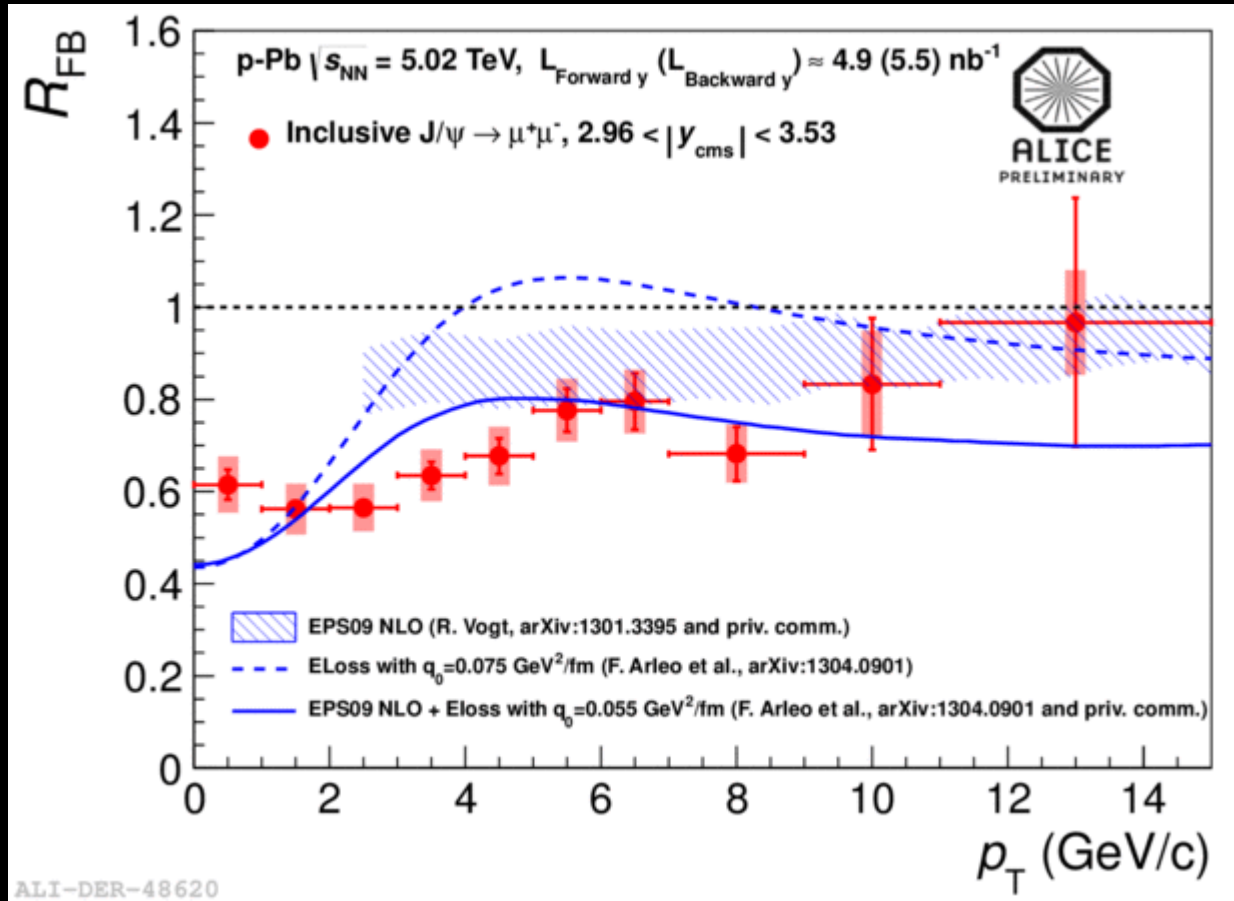 R_FB
1.6
1.4
1.2
1
0.8
0.6
0.4
0.2
0
p-Pb √s_NN = 5.02 TeV, L_Forward y (L_Backward y) ≈ 4.9 (5.5) nb⁻¹
Inclusive J/ψ → μ⁺μ⁻, 2.96 < |y_cms| < 3.53
ALICE
PRELIMINARY
EPS09 NLO (R. Vogt, arXiv:1301.3395 and priv. comm.)
ELoss with q₀=0.075 GeV²/fm (F. Arleo et al., arXiv:1304.0901)
EPS09 NLO + Eloss with q₀=0.055 GeV²/fm (F. Arleo et al., arXiv:1304.0901 and priv. comm.)
0 2 4 6 8 10 12 14
p_T (GeV/c)
ALI-DER-48620